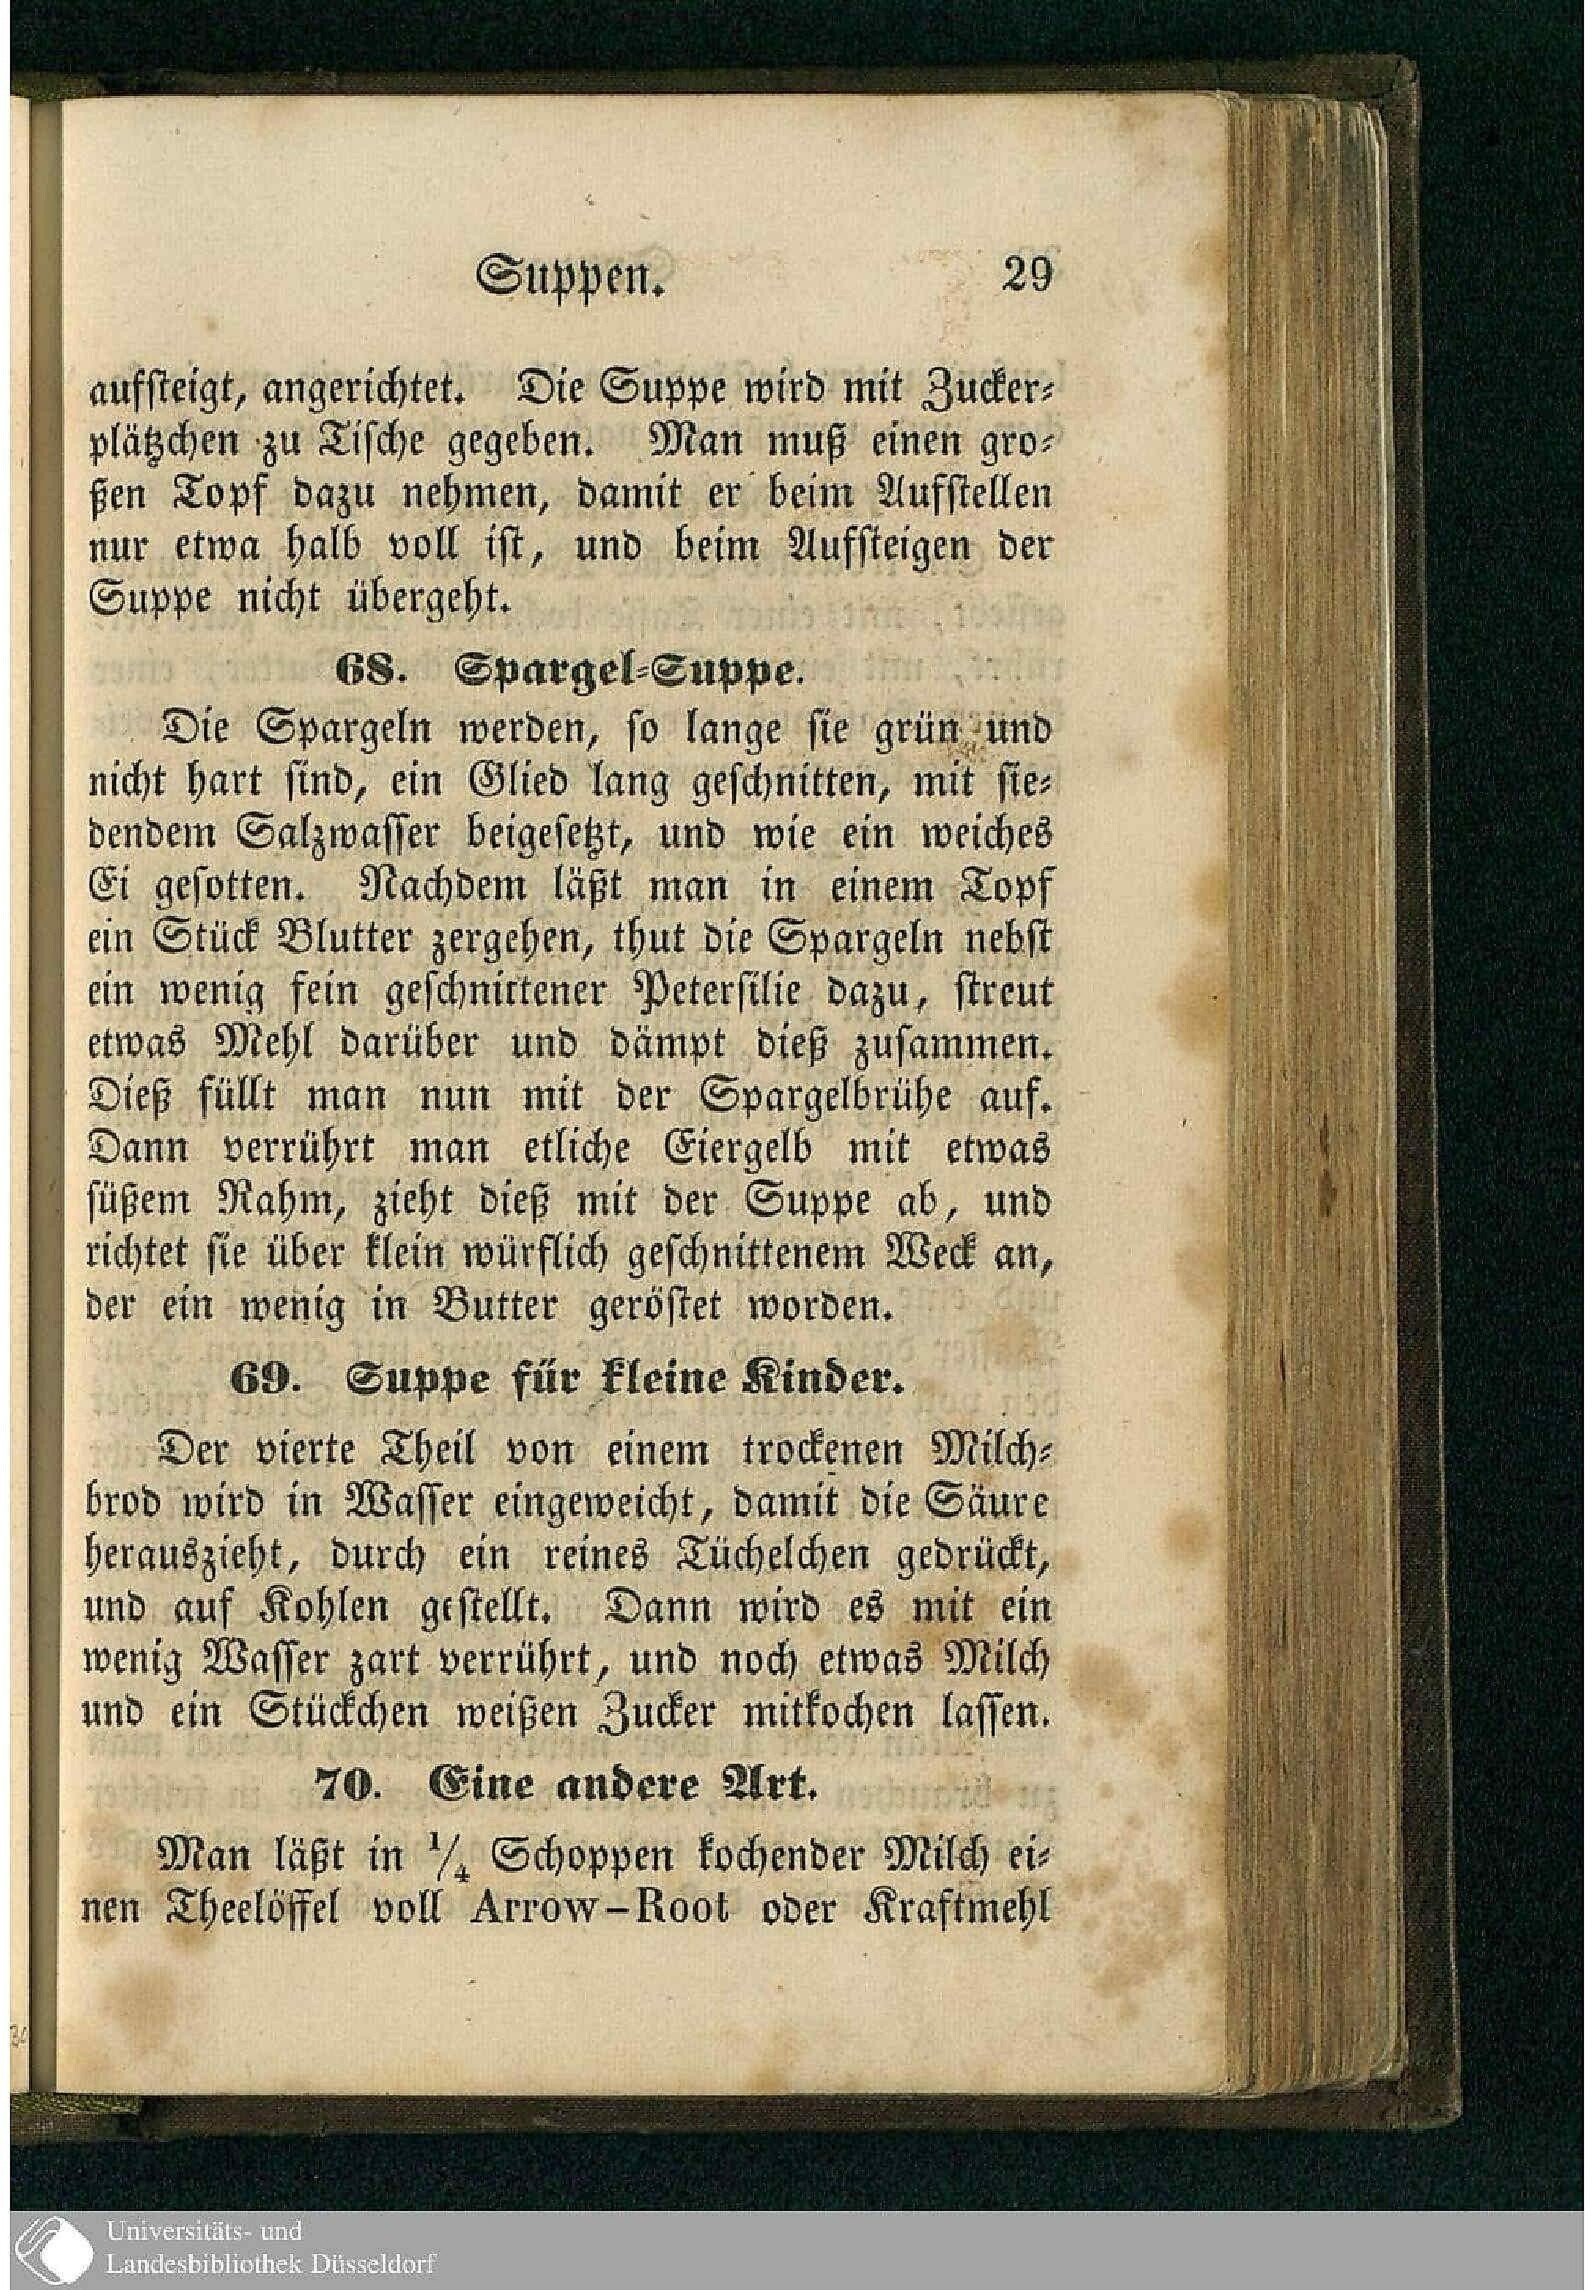 Suppen. 29
aufsteigt, angerichtet. Die Suppe wird mit Zucker-
plätzchen zu Tische gegeben. Man muß einen gro-
ßen Topf dazu nehmen, damit er beim Aufstellen
nur etwa halb voll ist, und beim Aufsteigen der
Suppe nicht übergeht.
68. Spargel-Suppe.
Die Spargeln werden, so lange sie grün und
nicht hart sind, ein Glied lang geschnitten, mit sie-
dendem Salzwasser beigesetzt, und wie ein weiches
Ei gesotten. Nachdem läßt man in einem Topf
ein Stück Blutter zergehen, thut die Spargeln nebst
ein wenig fein geschnittener Petersilie dazu, streut
etwas Mehl darüber und dämpt dieß zusammen.
Dieß füllt man nun mit der Spargelbrühe auf.
Dann verrührt man etliche Eiergelb mit etwas
süßem Rahm, zieht dieß mit der Suppe ab, und
richtet sie über klein würflich geschnittenem Weck an,
der ein wenig in Butter geröstet worden.
69. Suppe für kleine Kinder.
Der vierte Theil von einem trockenen Milch-
brod wird in Wasser eingeweicht, damit die Säure
herauszieht, durch ein reines Tüchelchen gedrückt,
und auf Kohlen gestellt. Dann wird es mit ein
wenig Wasser zart verrührt, und noch etwas Milch
und ein Stückchen weißen Zucker mitkochen lassen.
70. Eine andere Art.
Man läßt in 1/4 Schoppen kochender Milch ei-
nen Theelöffel voll Arrow-Root oder Kraftmehl
Universitäts- und
Landesbibliothek Düsseldorf